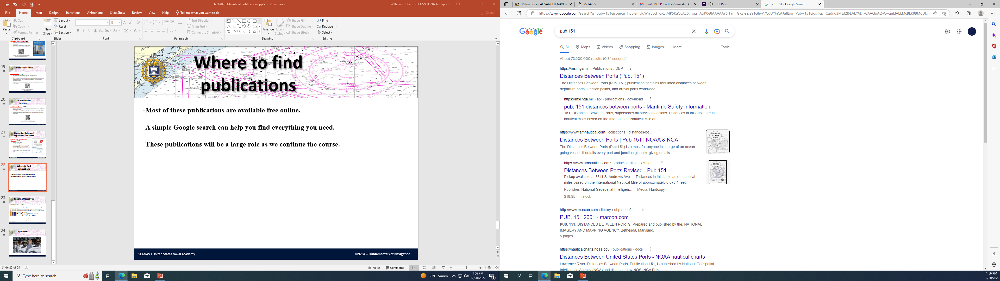 NN284-03-Nautical Publications.pptx - PowerPoint
Wilhelm, Robert G LT USN USNA Annapolis
File Home Insert Design Transitions Animations Slide Show Review View Help Tell me what you want to do
Share
Paste
Cut
Copy
Format Painter
Clipboard
New Slide
Layout
Reset
Section
Slides
18
Font
Text Direction
Align Text
Convert to SmartArt
Paragraph
Arrange
Quick Styles
Shape Fill
Shape Outline
Shape Effects
Drawing
Find
Replace
Select
Editing
19
Notice to Mariners
20
Local Notice to
Mariners
21
Navigation Rules and
Regulations Handbook
22
Where to find
publications
23
Enabling Objectives
24
Questions?
Where to find
publications
-Most of these publications are available free online.
-A simple Google search can help you find everything you need.
-These publications will be a large role as we continue the course.
SEANAV I United States Naval Academy
NN284 – Fundamentals of Navigation
Slide 22 of 24
Notes
Comments
114%
Type here to search
39°F Sunny
1:56 PM
12/20/2022
References – ADVANCED NAVIG
2774295
Fwd: MGSP: End-of-Semester At
HBOMax
pub 151 - Google Search
Google
pub 151
All Maps Videos Shopping Images More Tools
About 73,500,000 results (0.34 seconds)
https://msi.nga.mil › Publications › DBP
Distances Between Ports (Pub. 151)
The Distances Between Ports (Pub. 151) publication contains tabulated distances between
departure ports, junction points, and arrival ports worldwide, ...
https://msi.nga.mil › api › publications › download
pub. 151 distances between ports - Maritime Safety Information
151, Distances Between Ports, supersedes all previous editions. Distances in this table are in
nautical miles based on the International Nautical Mile of.
https://www.amnautical.com › collections › distances-be...
Distances Between Ports | Pub 151 | NOAA & NGA
The Distances Between Ports (Pub 151) is a must for anyone in charge of an ocean-
going vessel. It details every port and junction globally, giving details ...
https://www.amnautical.com › products › distances-bet...
Distances Between Ports Revised - Pub 151
Pickup available at 3311 S. Andrews Ave. ... Distances in this table are in nautical
miles based on the International Nautical Mile of approximately 6,076.1 feet.
Publisher: National Geospatial-Intelligen... Media: Hardcopy
$18.95 · In stock
http://www.marcon.com › library › dbp › dbpfirst
PUB. 151 2001 - marcon.com
PUB. 151. DISTANCES BETWEEN PORTS. Prepared and published by the. NATIONAL
IMAGERY AND MAPPING AGENCY. Bethesda, Maryland.
5 pages
https://nauticalcharts.noaa.gov › publications › docs
Distances Between United States Ports - NOAA nautical charts
Lawrence River. Distances Between Ports, Publication 151, is published by National Geospatial-
Intelligence Agency (NGA) and distributed by NOS. NGA Pub
1:56 PM
12/20/2022